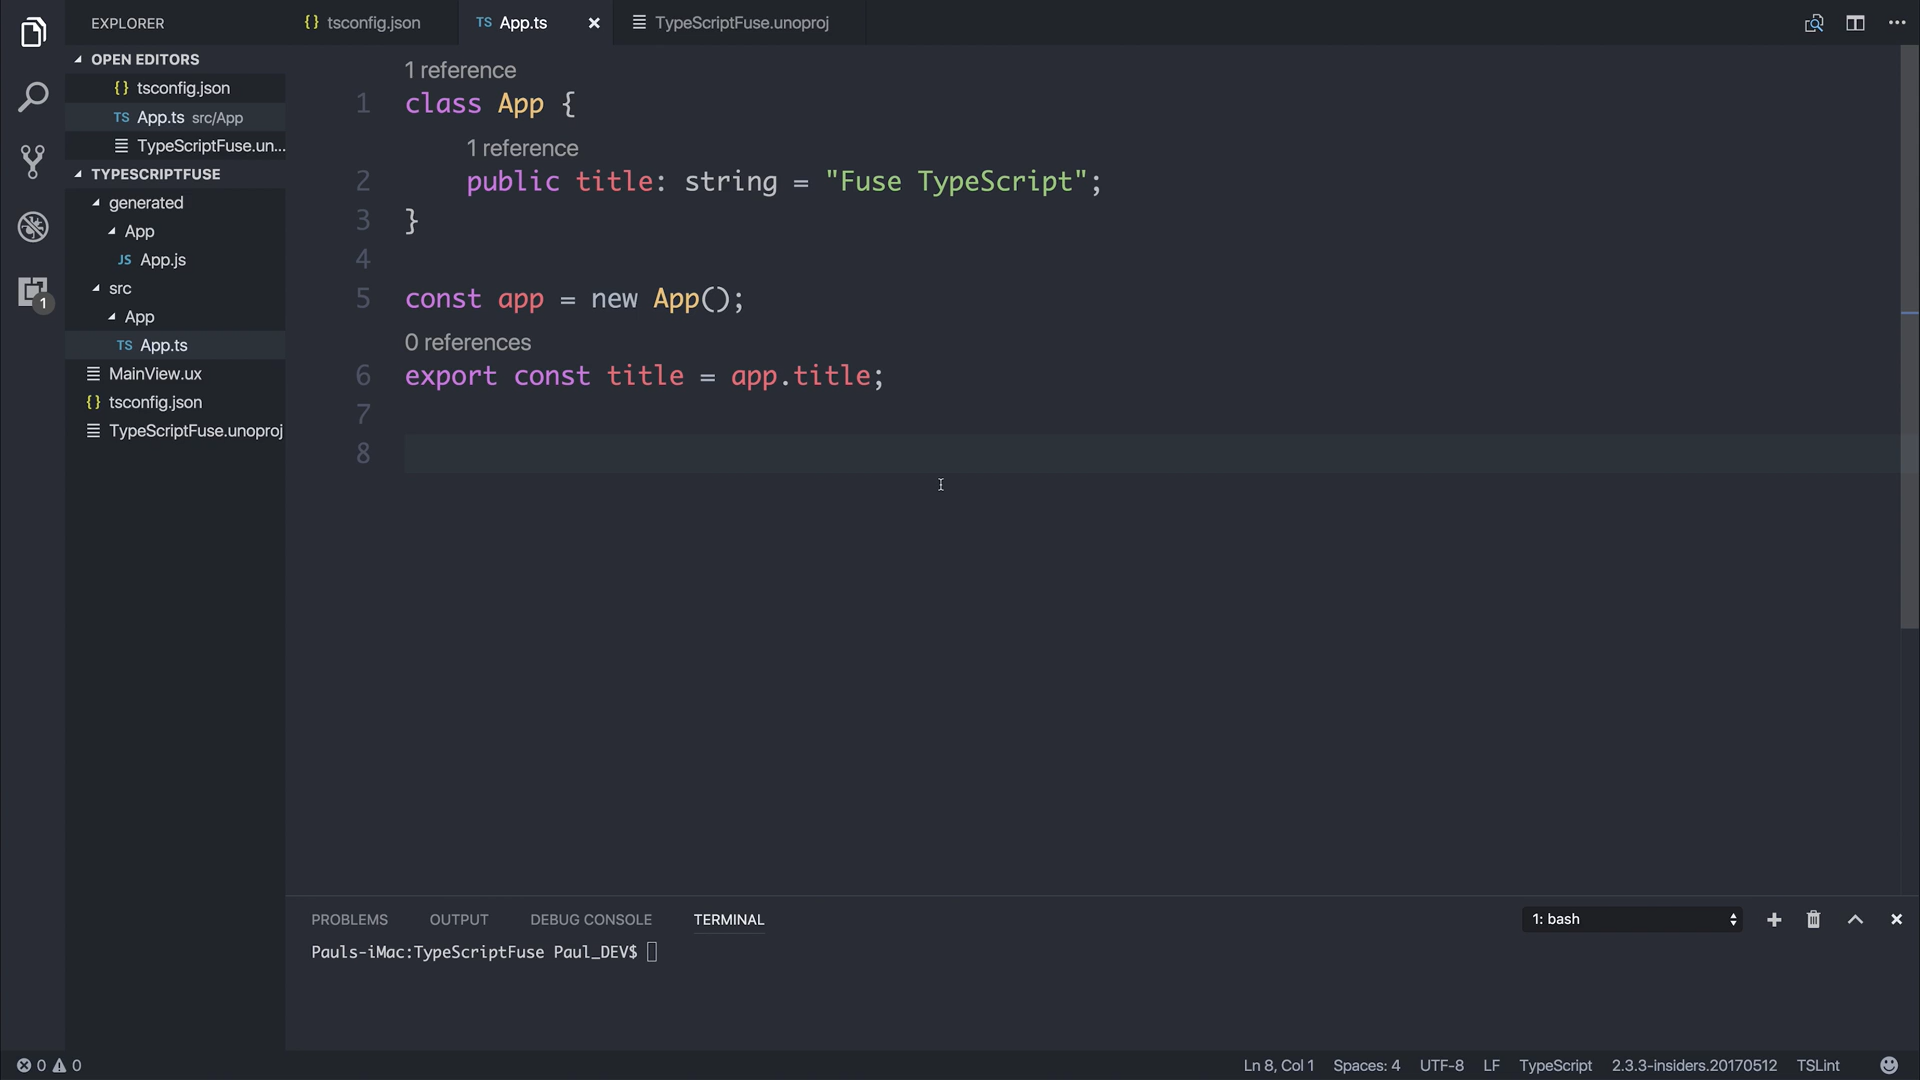 EXPLORER
{} tsconfig.json
TS App.ts
TypeScriptFuse.unoproj
OPEN EDITORS
{} tsconfig.json
TS App.ts src/App
TypeScriptFuse.un...
TYPESCRIPTFUSE
generated
App
JS App.js
src
App
TS App.ts
MainView.ux
{} tsconfig.json
TypeScriptFuse.unoproj
1
1 reference
1 class App {
1 reference
2 public title: string = "Fuse TypeScript";
3 }
4
5 const app = new App();
0 references
6 export const title = app.title;
7
8
PROBLEMS OUTPUT DEBUG CONSOLE TERMINAL 1: bash
Pauls-iMac:TypeScriptFuse Paul_DEV$
0 0 Ln 8, Col 1 Spaces: 4 UTF-8 LF TypeScript 2.3.3-insiders.20170512 TSLint